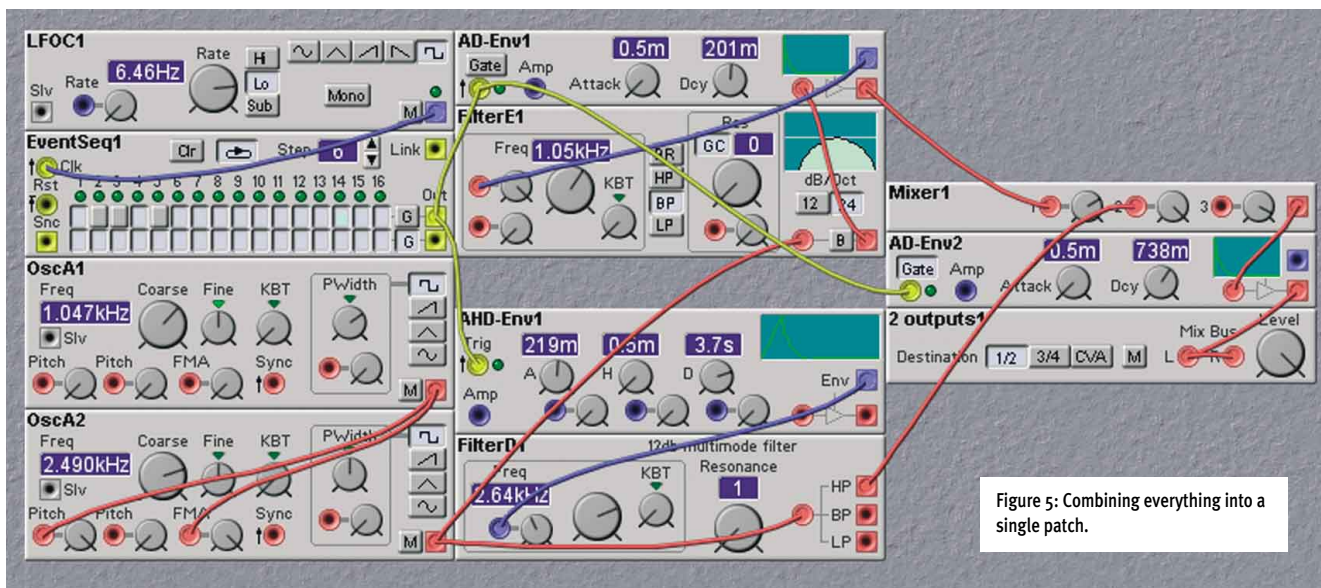 LFOC1
Rate
6.46Hz
Rate
Hi
Lo
Sub
Slv
Mono
M
EventSeq1
Clr
Step
Link
Clk
Rst
Snc
1 2 3 4 5 6 7 8 9 10 11 12 13 14 15 16
Out
G
G
OscA1
Freq
Coarse Fine KBT
PWidth
1.047kHz
Slv
Pitch Pitch FMA Sync
M
OscA2
Freq
Coarse Fine KBT
PWidth
2.490kHz
Slv
Pitch Pitch FMA Sync
M
AD-Env1
Gate
Amp
0.5m
201m
Attack
Dcy
FilterE1
Freq
1.05kHz
KBT
HP
BP
LP
Res
GC
0
dB/Oct
12 24
B
AHD-Env1
Trig
219m
0.5m
3.7s
A
H
D
Env
Amp
FilterD1
12db multimode filter
Freq
2.64kHz
KBT
Resonance
1
HP
BP
LP
Mixer1
1
2
3
AD-Env2
Gate
Amp
0.5m
738m
Attack
Dcy
2 outputs1
Mix Bus
Level
Destination 1/2 3/4 CVA M
L
R
Figure 5: Combining everything into a
single patch.